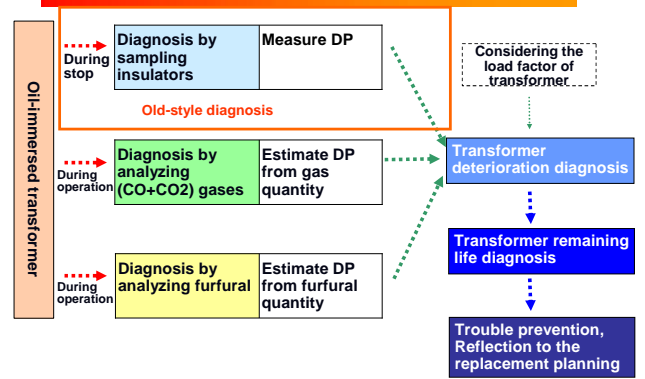 Oil-immersed transformer
During
stop
Diagnosis by
sampling
insulators
Measure DP
Old-style diagnosis
During
operation
Diagnosis by
analyzing
(CO+CO2) gases
Estimate DP
from gas
quantity
During
operation
Diagnosis by
analyzing furfural
Estimate DP
from furfural
quantity
Considering the
load factor of
transformer
Transformer
deterioration diagnosis
Transformer remaining
life diagnosis
Trouble prevention,
Reflection to the
replacement planning